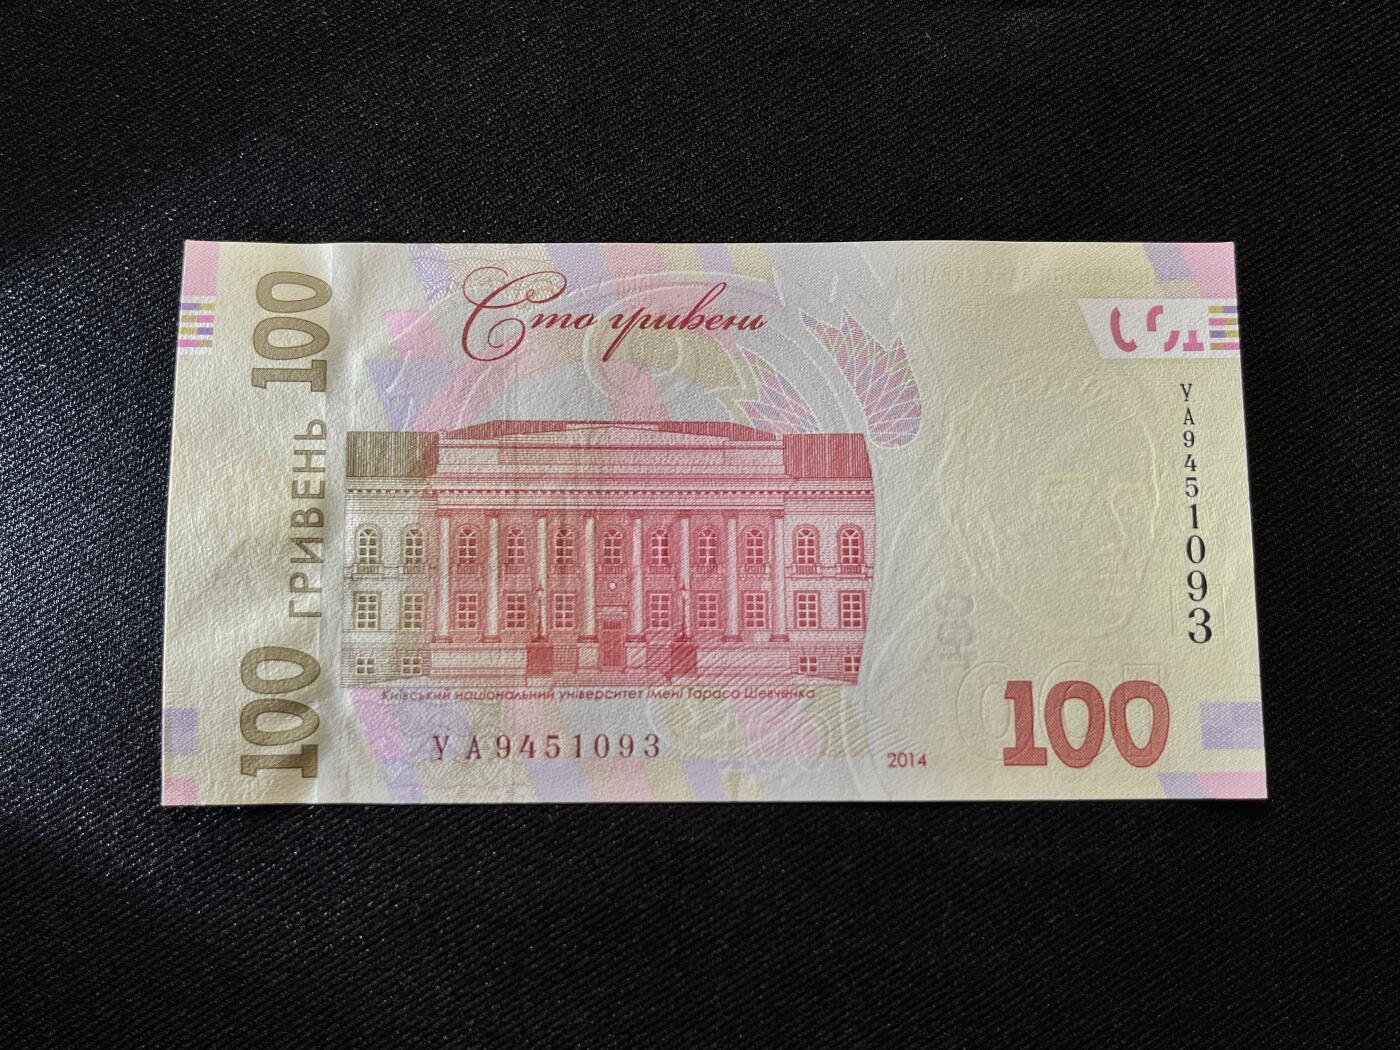 Сто гривень
100 ГРИВЕНЬ 100
УА9451093
Київський національний університет імені Тараса Шевченка
УА9451093
2014
100